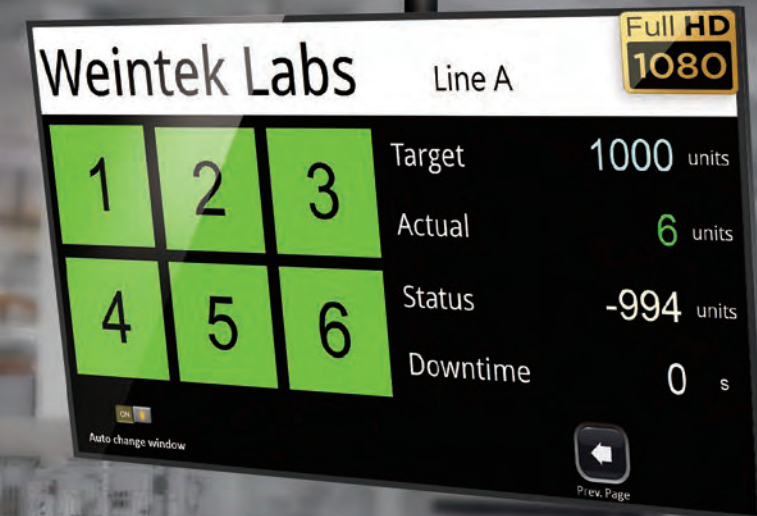 Weintek Labs
Line A
Full HD
1080
1
2
3
4
5
6
Target 1000 units
Actual 6 units
Status -994 units
Downtime 0 s
ON
Auto change window
Prev. Page